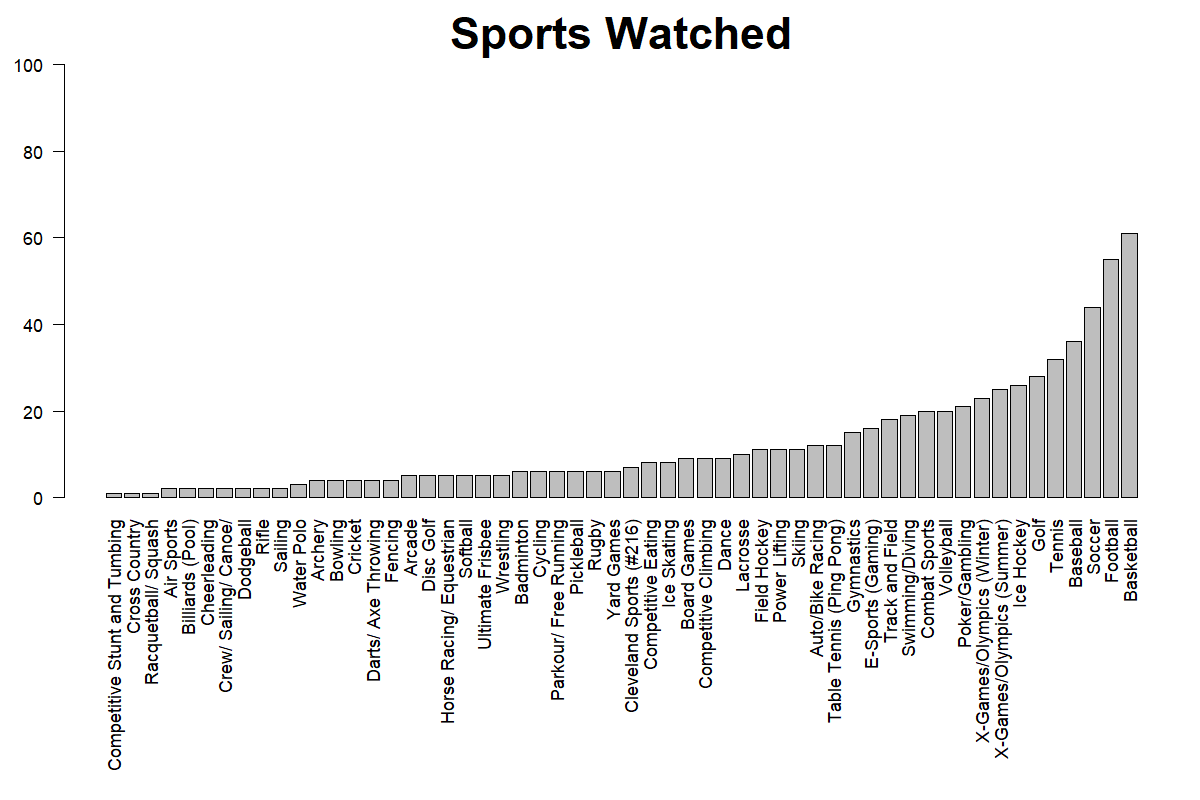 Sports Watched
100
80
60
40
20
0
Competitive Stunt and Tumbing
Cross Country
Racquetball/ Squash
Air Sports
Billiards (Pool)
Cheerleading
Crew/ Sailing/ Canoe/
Dodgeball
Rifle
Sailing
Water Polo
Archery
Bowling
Cricket
Darts/ Axe Throwing
Fencing
Arcade
Disc Golf
Horse Racing/ Equestrian
Softball
Ultimate Frisbee
Wrestling
Badminton
Cycling
Parkour/ Free Running
Pickleball
Rugby
Yard Games
Cleveland Sports (#216)
Competitive Eating
Ice Skating
Board Games
Competitive Climbing
Dance
Lacrosse
Field Hockey
Power Lifting
Skiing
Auto/Bike Racing
Table Tennis (Ping Pong)
Gymnastics
E-Sports (Gaming)
Track and Field
Swimming/Diving
Combat Sports
Volleyball
Poker/Gambling
X-Games/Olympics (Winter)
X-Games/Olympics (Summer)
Ice Hockey
Golf
Tennis
Baseball
Soccer
Football
Basketball